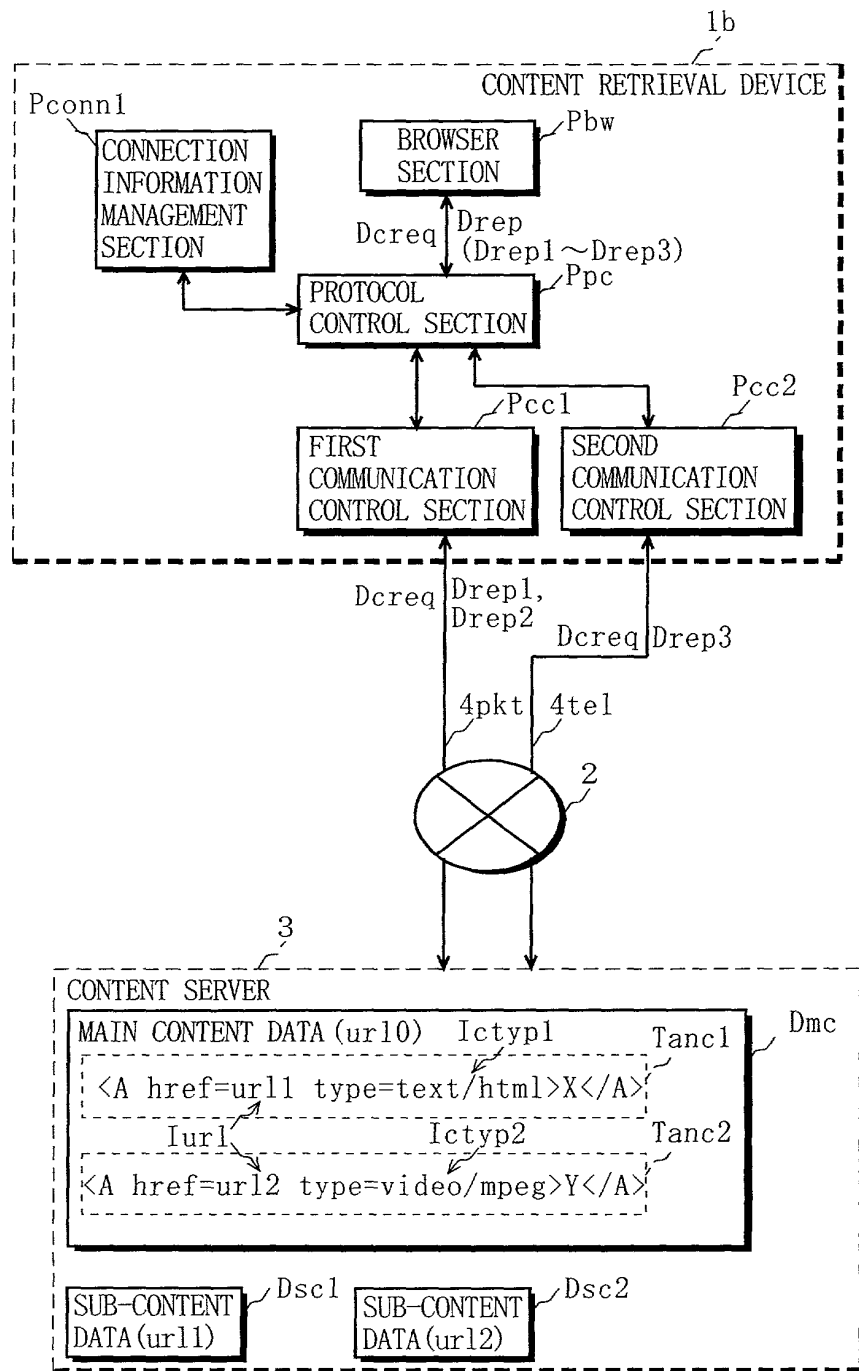 1b
CONTENT RETRIEVAL DEVICE
Pconn1
CONNECTION
INFORMATION
MANAGEMENT
SECTION
BROWSER
SECTION
Pbw
Dcreq
Drep
(Drep1~Drep3)
PROTOCOL
CONTROL SECTION
Ppc
Pcc1
FIRST
COMMUNICATION
CONTROL SECTION
Pcc2
SECOND
COMMUNICATION
CONTROL SECTION
Dcreq
Drep1,
Drep2
Dcreq
Drep3
4pkt
4tel
2
3
CONTENT SERVER
MAIN CONTENT DATA(url0)
Ictyp1
Tanc1
Dmc
<A href=url1 type=text/html>X</A>
Iurl
Ictyp2
Tanc2
<A href=url2 type=video/mpeg>Y</A>
Dsc1
SUB-CONTENT
DATA(url1)
Dsc2
SUB-CONTENT
DATA(url2)